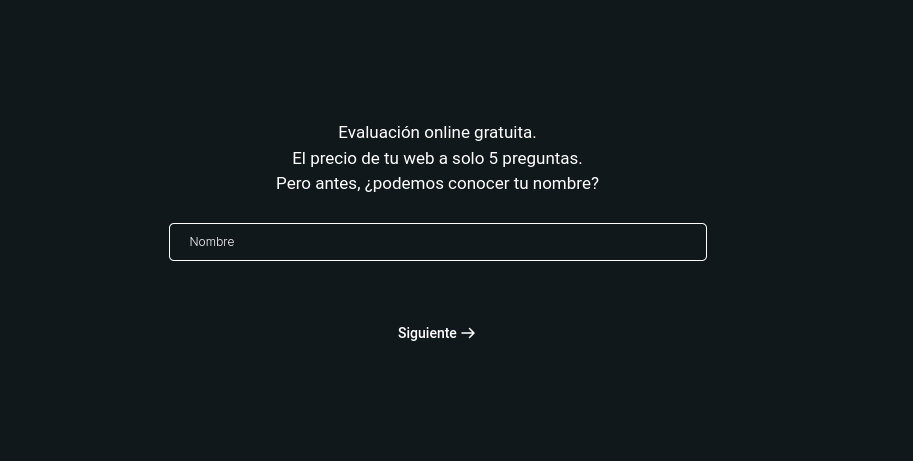 Evaluación online gratuita.
El precio de tu web a solo 5 preguntas.
Pero antes, ¿podemos conocer tu nombre?
Nombre
Siguiente →